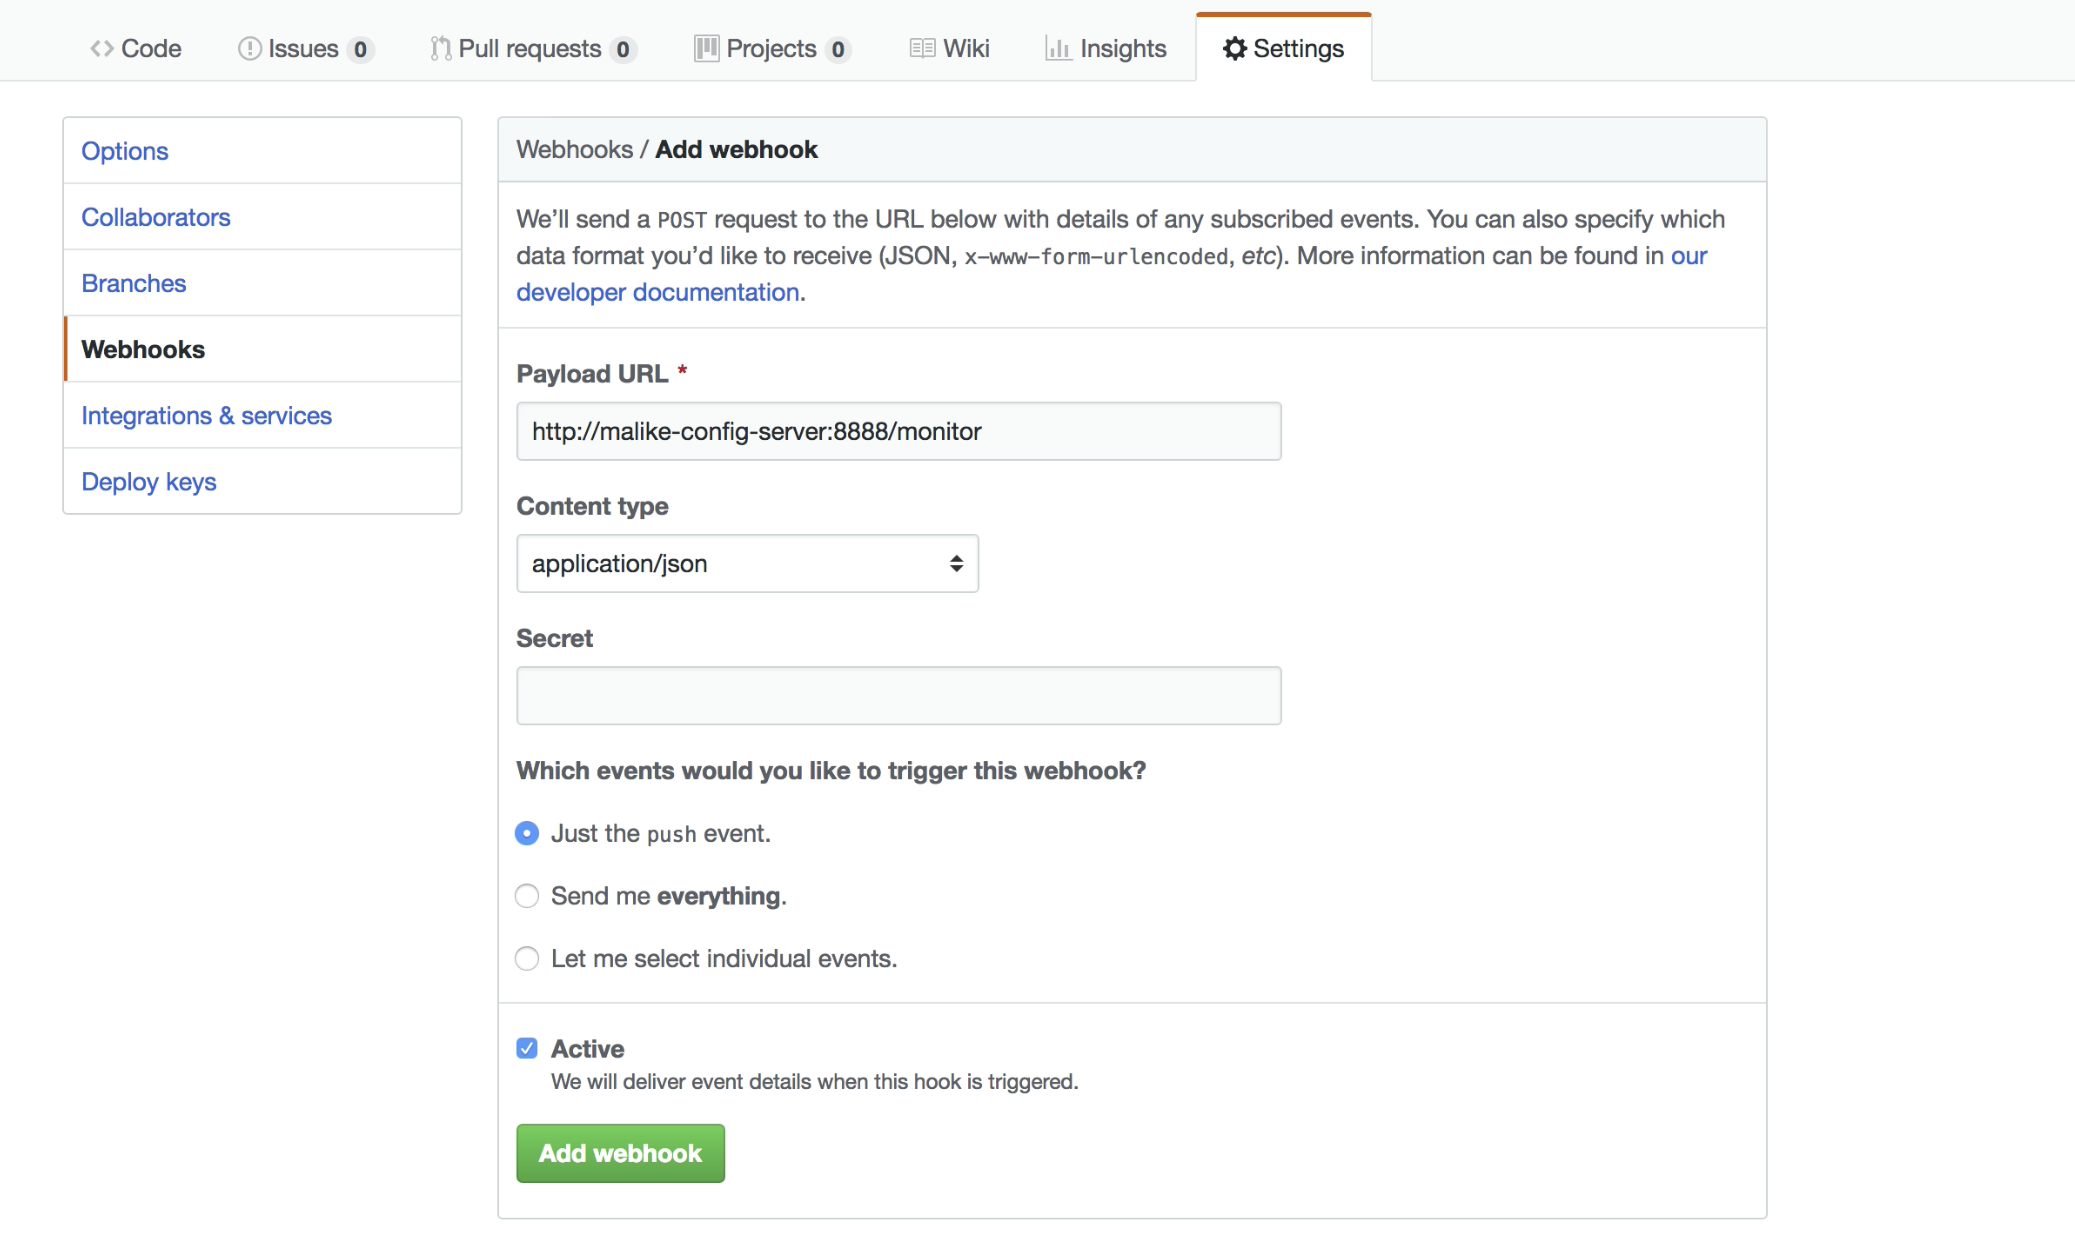 Code Issues 0 Pull requests 0 Projects 0 Wiki Insights Settings
Options
Collaborators
Branches
Webhooks
Integrations & services
Deploy keys
Webhooks / Add webhook
We’ll send a POST request to the URL below with details of any subscribed events. You can also specify which
data format you’d like to receive (JSON, x-www-form-urlencoded, etc). More information can be found in our
developer documentation.
Payload URL *
http://malike-config-server:8888/monitor
Content type
application/json
Secret
Which events would you like to trigger this webhook?
Just the push event.
Send me everything.
Let me select individual events.
Active
We will deliver event details when this hook is triggered.
Add webhook